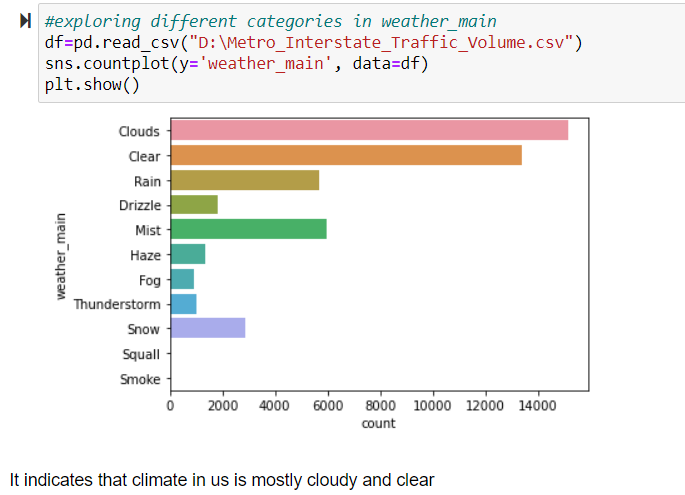 #exploring different categories in weather_main
df=pd.read_csv("D:\Metro_Interstate_Traffic_Volume.csv")
sns.countplot(y='weather_main', data=df)
plt.show()
Clouds
Clear
Rain
Drizzle
Mist
Haze
Fog
Thunderstorm
Snow
Squall
Smoke
weather_main
0 2000 4000 6000 8000 10000 12000 14000
count
It indicates that climate in us is mostly cloudy and clear